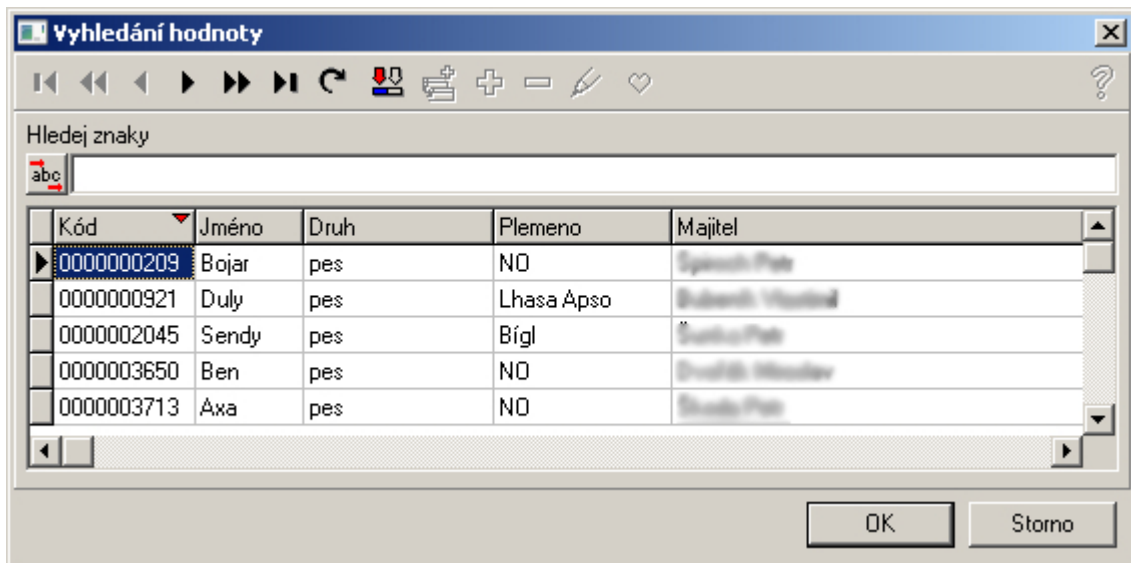 Vyhledání hodnoty
Hledej znaky
abc
Kód Jméno Druh Plemeno Majitel
0000000209 Bojar pes NO
0000000921 Duly pes Lhasa Apso
0000002045 Sendy pes Bígl
0000003650 Ben pes NO
0000003713 Axa pes NO
OK Storno